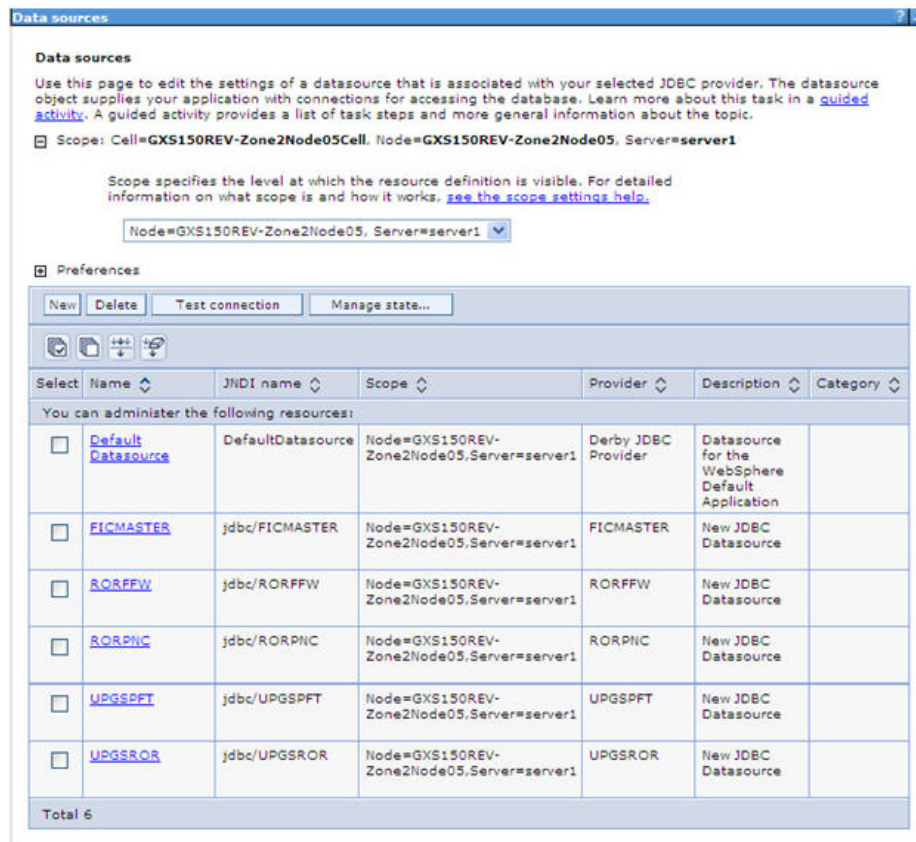 Data sources
?
Data sources
Use this page to edit the settings of a datasource that is associated with your selected JDBC provider. The datasource
object supplies your application with connections for accessing the database. Learn more about this task in a guided
activity. A guided activity provides a list of task steps and more general information about the topic.
Scope: Cell=GXS150REV-Zone2Node05Cell, Node=GXS150REV-Zone2Node05, Server=server1
Scope specifies the level at which the resource definition is visible. For detailed
information on what scope is and how it works, see the scope settings help.
Node=GXS150REV-Zone2Node05, Server=server1
Preferences
New Delete Test connection Manage state...
Select Name JNDI name Scope Provider Description Category
You can administer the following resources:
Default DefaultDatasource Node=GXS150REV- Derby JDBC Datasource
Datasource Zone2Node05,Server=server1 Provider for the
WebSphere
Default
Application
FICMASTER jdbc/FICMASTER Node=GXS150REV- FICMASTER New JDBC
Zone2Node05,Server=server1 Datasource
RORFFW jdbc/RORFFW Node=GXS150REV- RORFFW New JDBC
Zone2Node05,Server=server1 Datasource
RORPNC jdbc/RORPNC Node=GXS150REV- RORPNC New JDBC
Zone2Node05,Server=server1 Datasource
UPGSPFT jdbc/UPGSPFT Node=GXS150REV- UPGSPFT New JDBC
Zone2Node05,Server=server1 Datasource
UPGSROR jdbc/UPGSROR Node=GXS150REV- UPGSROR New JDBC
Zone2Node05,Server=server1 Datasource
Total 6